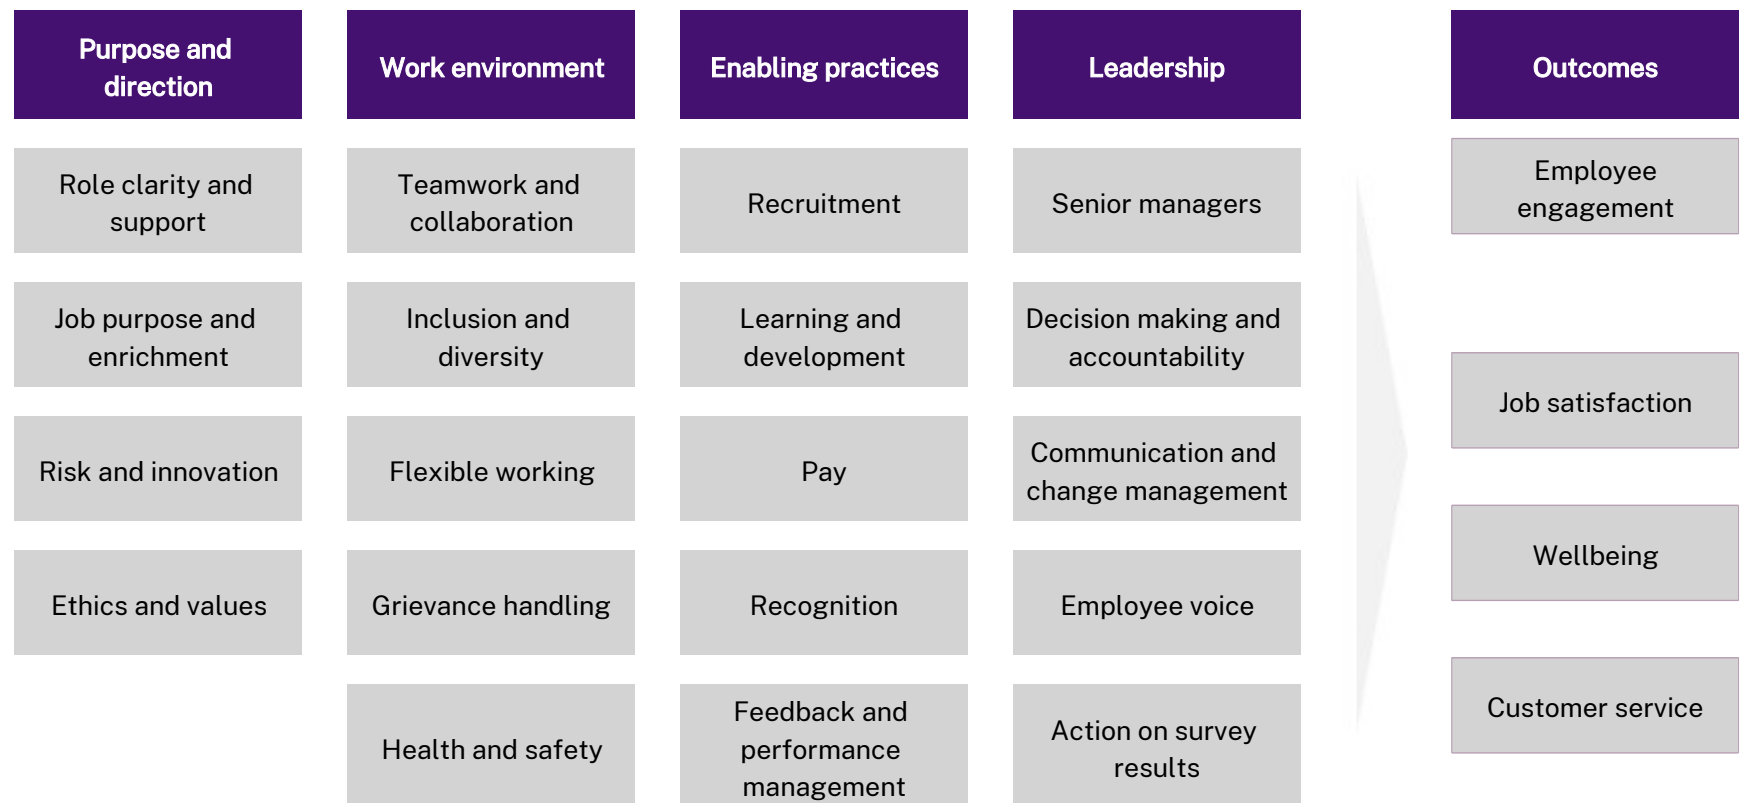 Purpose and
direction
Work environment
Enabling practices
Leadership
Outcomes
Role clarity and
support
Teamwork and
collaboration
Recruitment
Senior managers
Employee
engagement
Job purpose and
enrichment
Inclusion and
diversity
Learning and
development
Decision making and
accountability
Job satisfaction
Risk and innovation
Flexible working
Pay
Communication and
change management
Wellbeing
Ethics and values
Grievance handling
Recognition
Employee voice
Customer service
Health and safety
Feedback and
performance
management
Action on survey
results